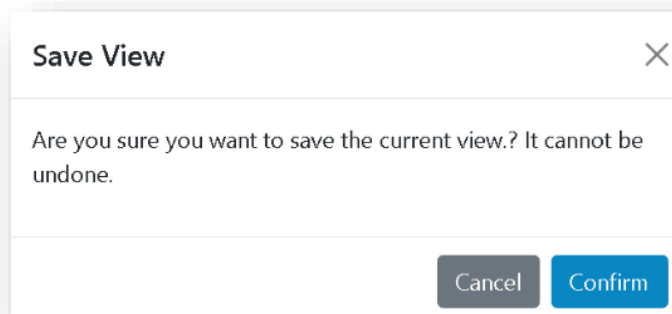 Save View
Are you sure you want to save the current view.? It cannot be
undone.
Cancel Confirm